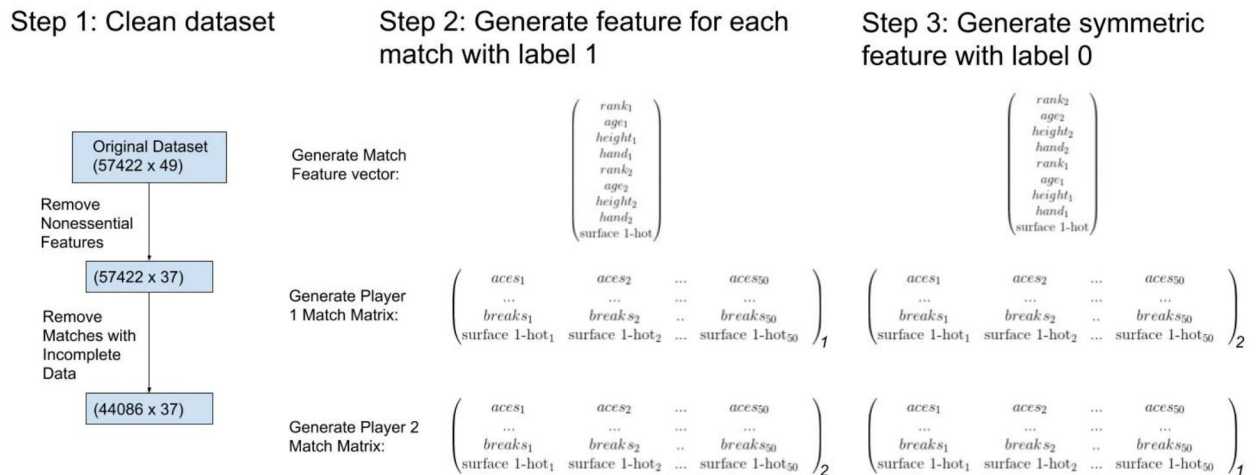 Step 1: Clean dataset
Original Dataset
(57422 x 49)
Remove
Nonessential
Features
(57422 x 37)
Remove
Matches with
Incomplete
Data
(44086 x 37)
Step 2: Generate feature for each
match with label 1
Generate Match
Feature vector:
rank₁
age₁
height₁
hand₁
rank₂
age₂
height₂
hand₂
surface 1-hot
Generate Player
1 Match Matrix:
aces₁ aces₂ ... aces₅₀
... ... ... ...
breaks₁ breaks₂ .. breaks₅₀
surface 1-hot₁ surface 1-hot₂ ... surface 1-hot₅₀
1
Generate Player 2
Match Matrix:
aces₁ aces₂ ... aces₅₀
... ... ... ...
breaks₁ breaks₂ .. breaks₅₀
surface 1-hot₁ surface 1-hot₂ ... surface 1-hot₅₀
2
Step 3: Generate symmetric
feature with label 0
rank₂
age₂
height₂
hand₂
rank₁
age₁
height₁
hand₁
surface 1-hot
aces₁ aces₂ ... aces₅₀
... ... ... ...
breaks₁ breaks₂ .. breaks₅₀
surface 1-hot₁ surface 1-hot₂ ... surface 1-hot₅₀
2
aces₁ aces₂ ... aces₅₀
... ... ... ...
breaks₁ breaks₂ .. breaks₅₀
surface 1-hot₁ surface 1-hot₂ ... surface 1-hot₅₀
1